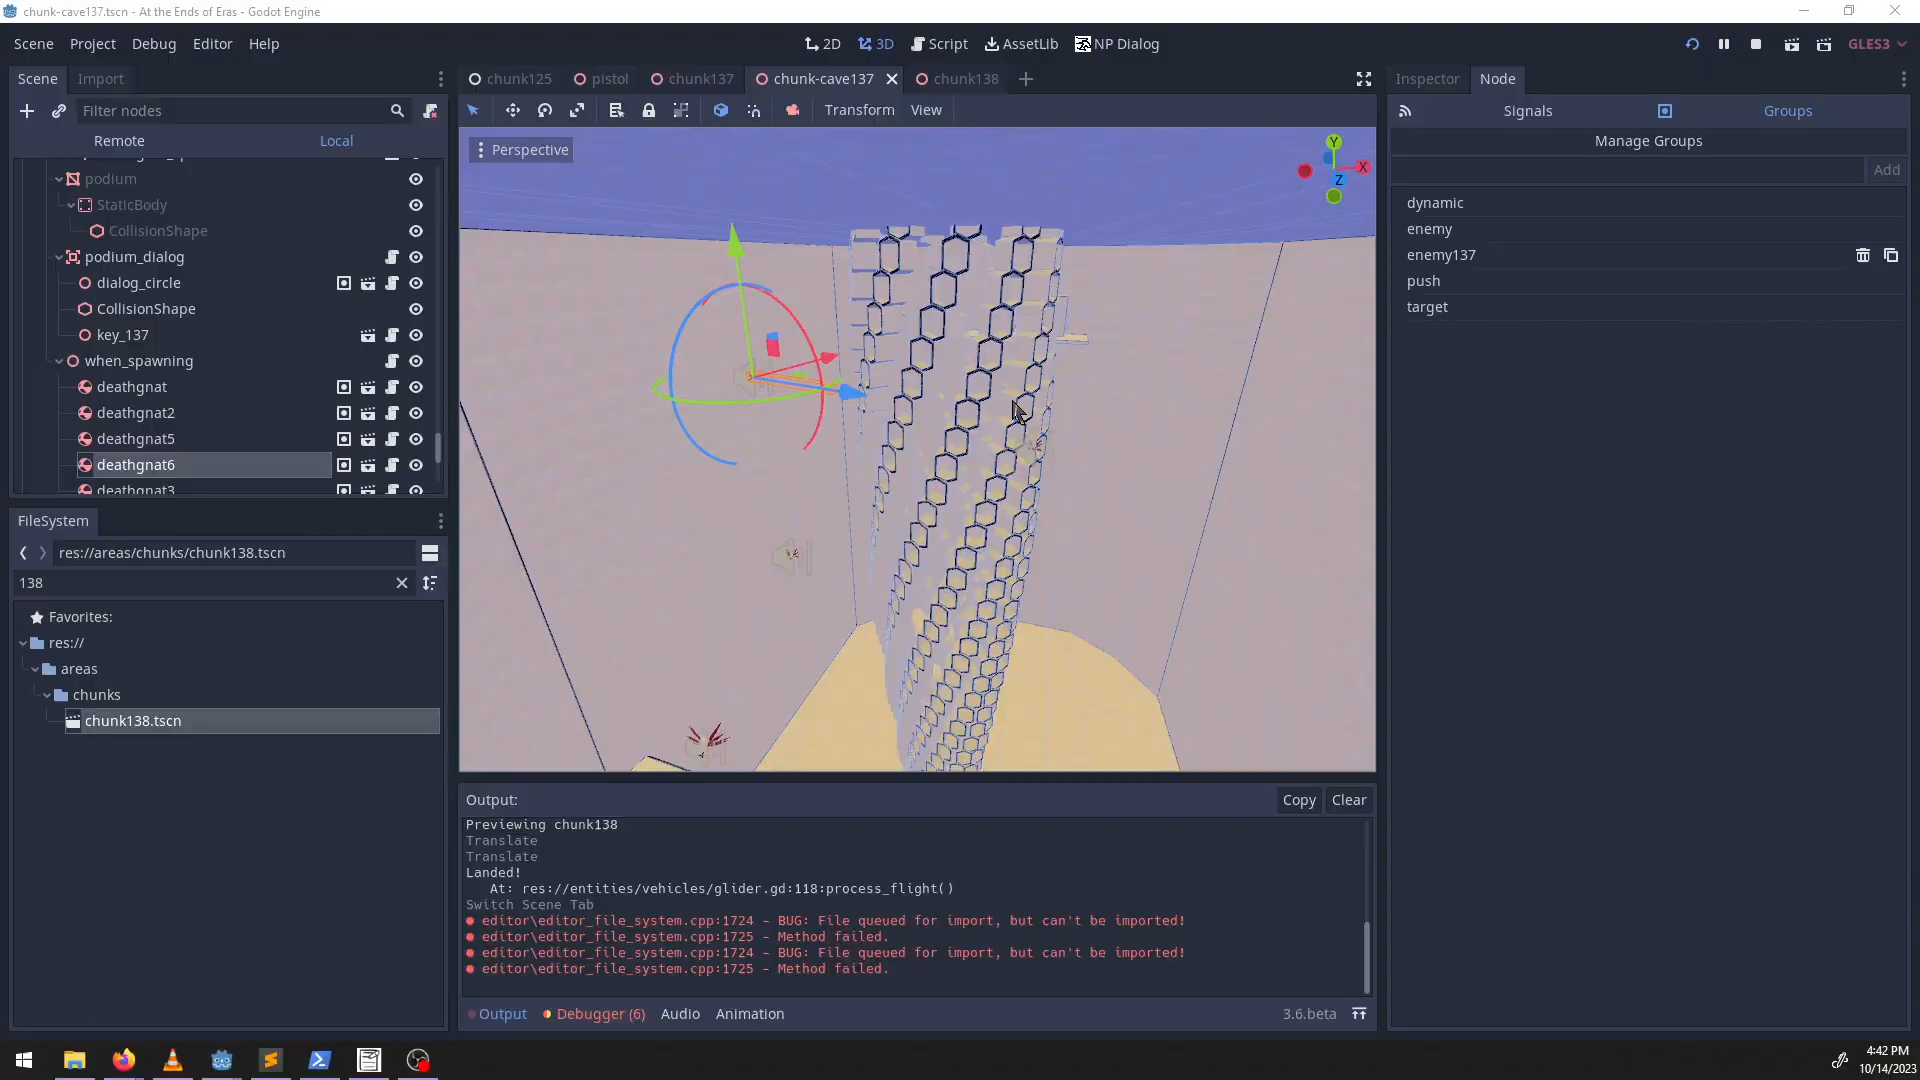 chunk-cave137.tscn - At the Ends of Eras - Godot Engine
Scene Project Debug Editor Help
2D 3D Script AssetLib NP Dialog
GLES3
Scene Import
chunk125 pistol chunk137 chunk-cave137 chunk138
Inspector Node
Filter nodes
Transform View
Signals Groups
Remote Local
Manage Groups
Perspective
Y
X
Z
Add
podium
StaticBody
CollisionShape
podium_dialog
dialog_circle
CollisionShape
key_137
when_spawning
deathgnat
deathgnat2
deathgnat5
deathgnat6
deathgnat3
dynamic
enemy
enemy137
push
target
FileSystem
res://areas/chunks/chunk138.tscn
138
Favorites:
res://
areas
chunks
chunk138.tscn
Output:
Copy Clear
Previewing chunk138
Translate
Translate
Landed!
At: res://entities/vehicles/glider.gd:118:process_flight()
Switch Scene Tab
editor\editor_file_system.cpp:1724 - BUG: File queued for import, but can't be imported!
editor\editor_file_system.cpp:1725 - Method failed.
editor\editor_file_system.cpp:1724 - BUG: File queued for import, but can't be imported!
editor\editor_file_system.cpp:1725 - Method failed.
Output Debugger (6) Audio Animation
3.6.beta
4:42 PM
10/14/2023